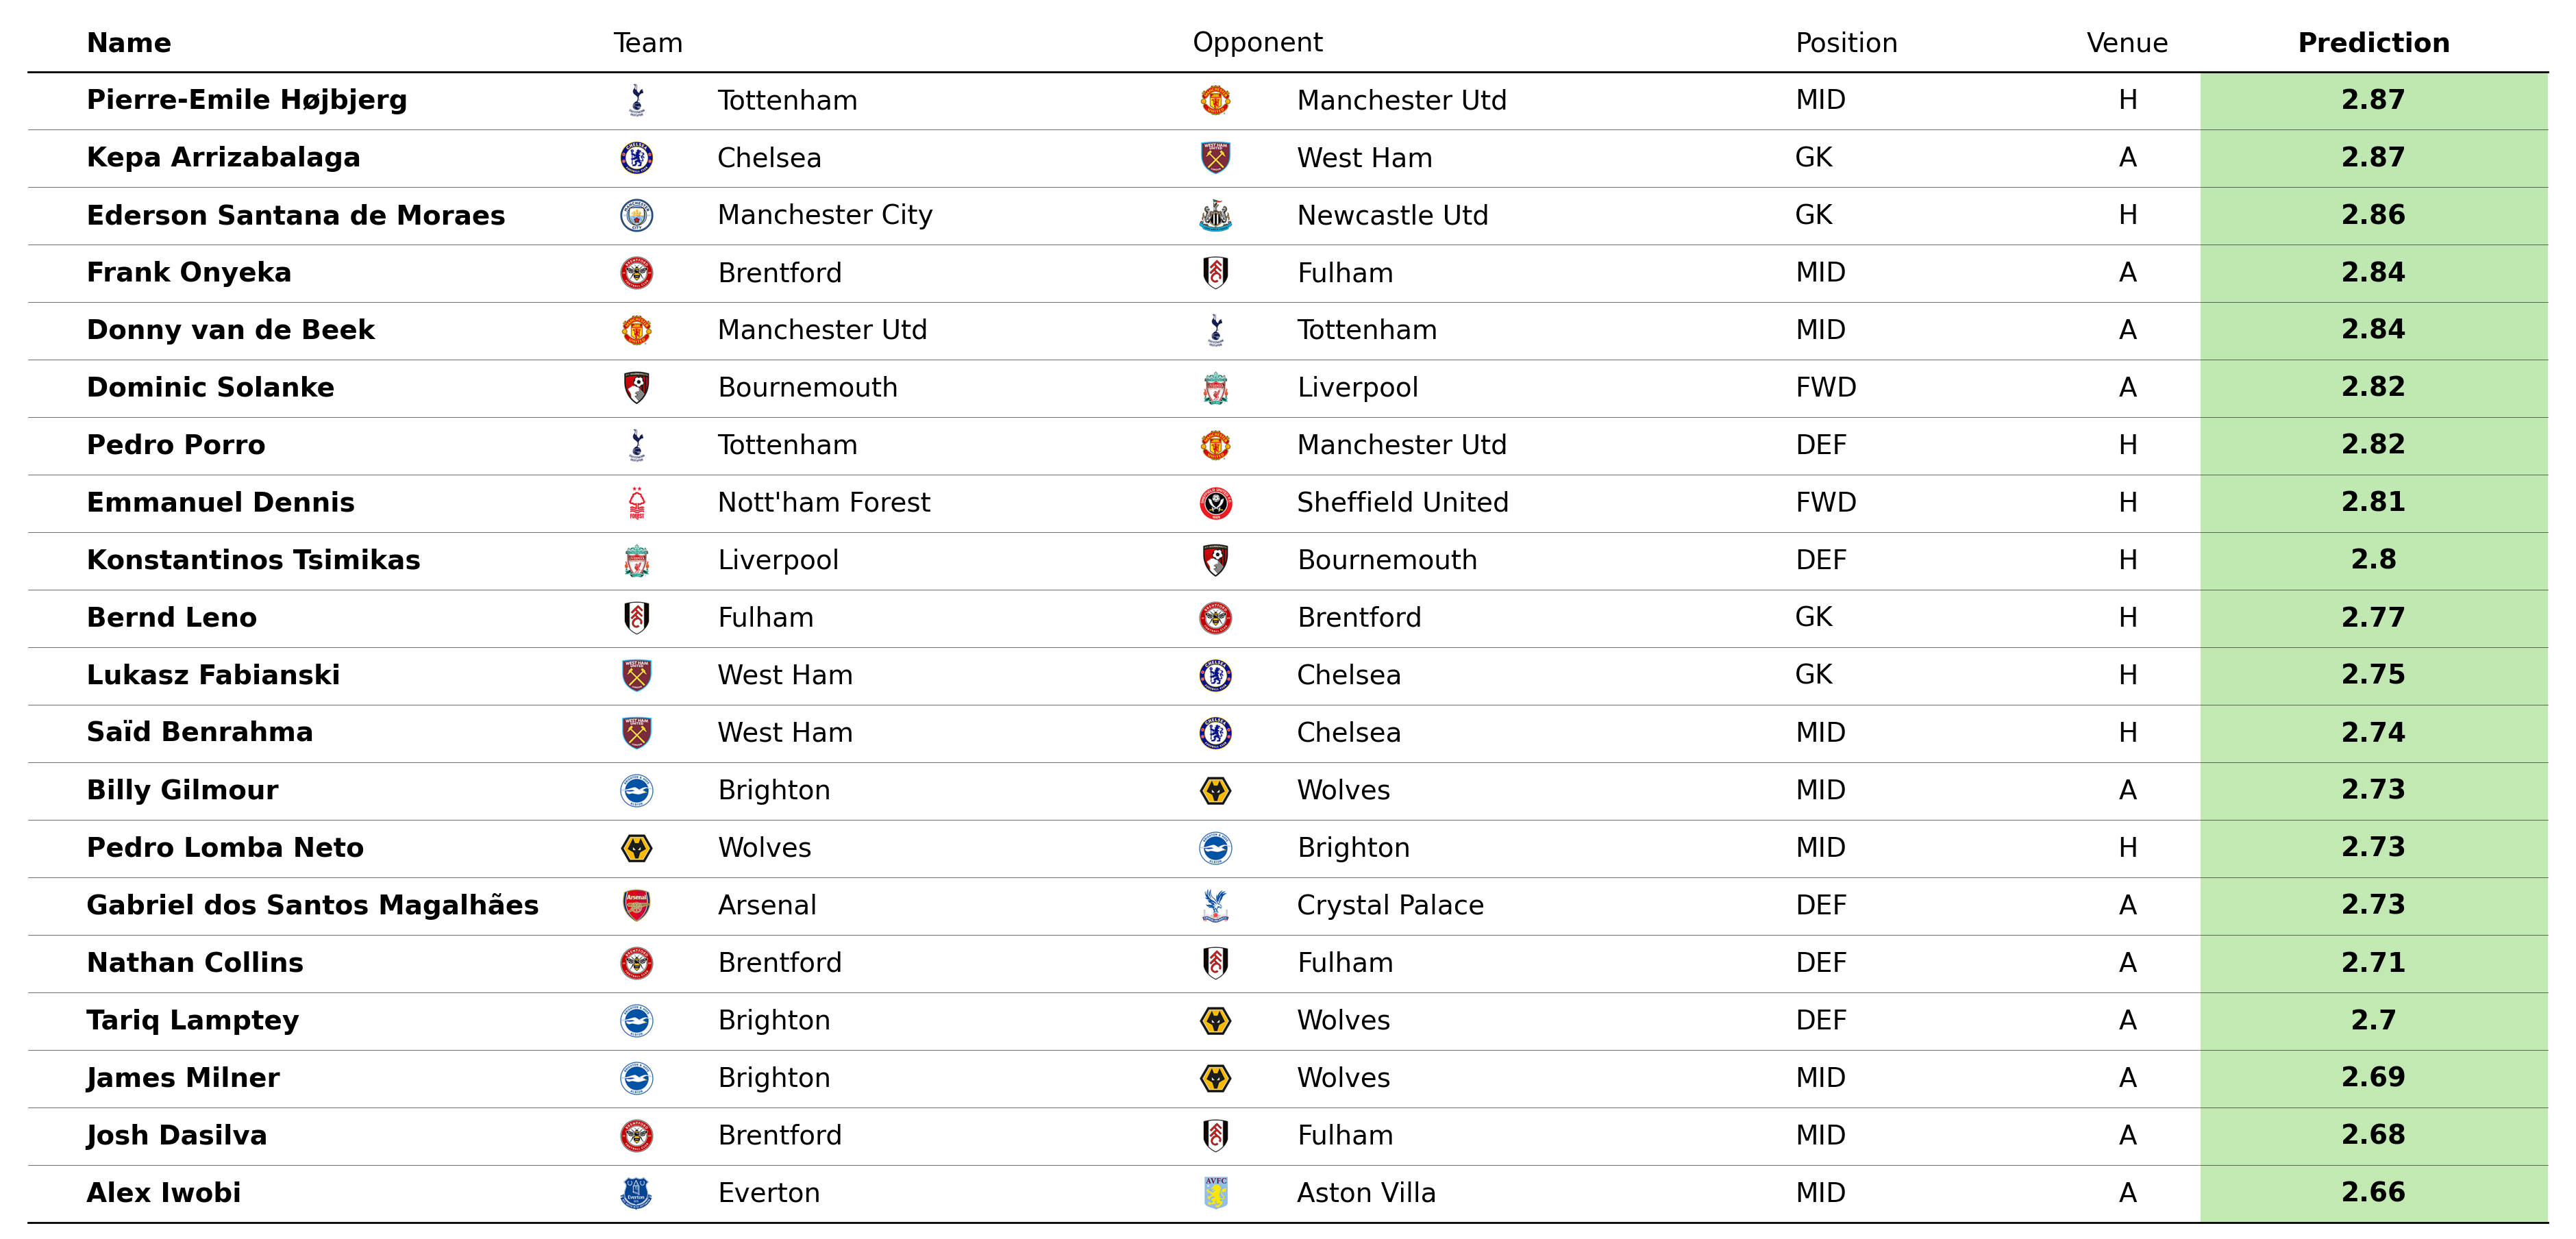 Name Team Opponent Position Venue Prediction
Pierre-Emile Højbjerg Tottenham Manchester Utd MID H 2.87
Kepa Arrizabalaga Chelsea West Ham GK A 2.87
Ederson Santana de Moraes Manchester City Newcastle Utd GK H 2.86
Frank Onyeka Brentford Fulham MID A 2.84
Donny van de Beek Manchester Utd Tottenham MID A 2.84
Dominic Solanke Bournemouth Liverpool FWD A 2.82
Pedro Porro Tottenham Manchester Utd DEF H 2.82
Emmanuel Dennis Nott'ham Forest Sheffield United FWD H 2.81
Konstantinos Tsimikas Liverpool Bournemouth DEF H 2.8
Bernd Leno Fulham Brentford GK H 2.77
Lukasz Fabianski West Ham Chelsea GK H 2.75
Saïd Benrahma West Ham Chelsea MID H 2.74
Billy Gilmour Brighton Wolves MID A 2.73
Pedro Lomba Neto Wolves Brighton MID H 2.73
Gabriel dos Santos Magalhães Arsenal Crystal Palace DEF A 2.73
Nathan Collins Brentford Fulham DEF A 2.71
Tariq Lamptey Brighton Wolves DEF A 2.7
James Milner Brighton Wolves MID A 2.69
Josh Dasilva Brentford Fulham MID A 2.68
Alex Iwobi Everton Aston Villa MID A 2.66